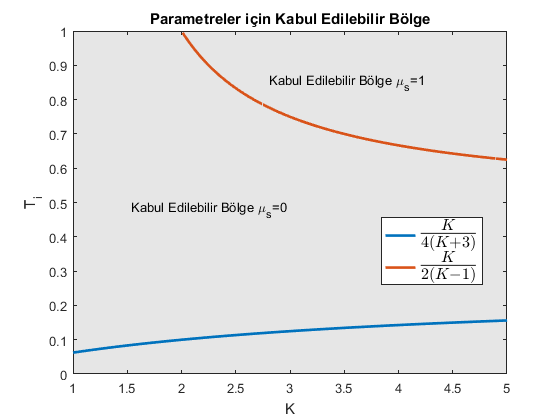 Parametreler için Kabul Edilebilir Bölge
1
0.9
0.8
0.7
0.6
0.5
0.4
0.3
0.2
0.1
0
T_i
Kabul Edilebilir Bölge μ_s=1
Kabul Edilebilir Bölge μ_s=0
K/4(K+3)
K/2(K−1)
1 1.5 2 2.5 3 3.5 4 4.5 5
K